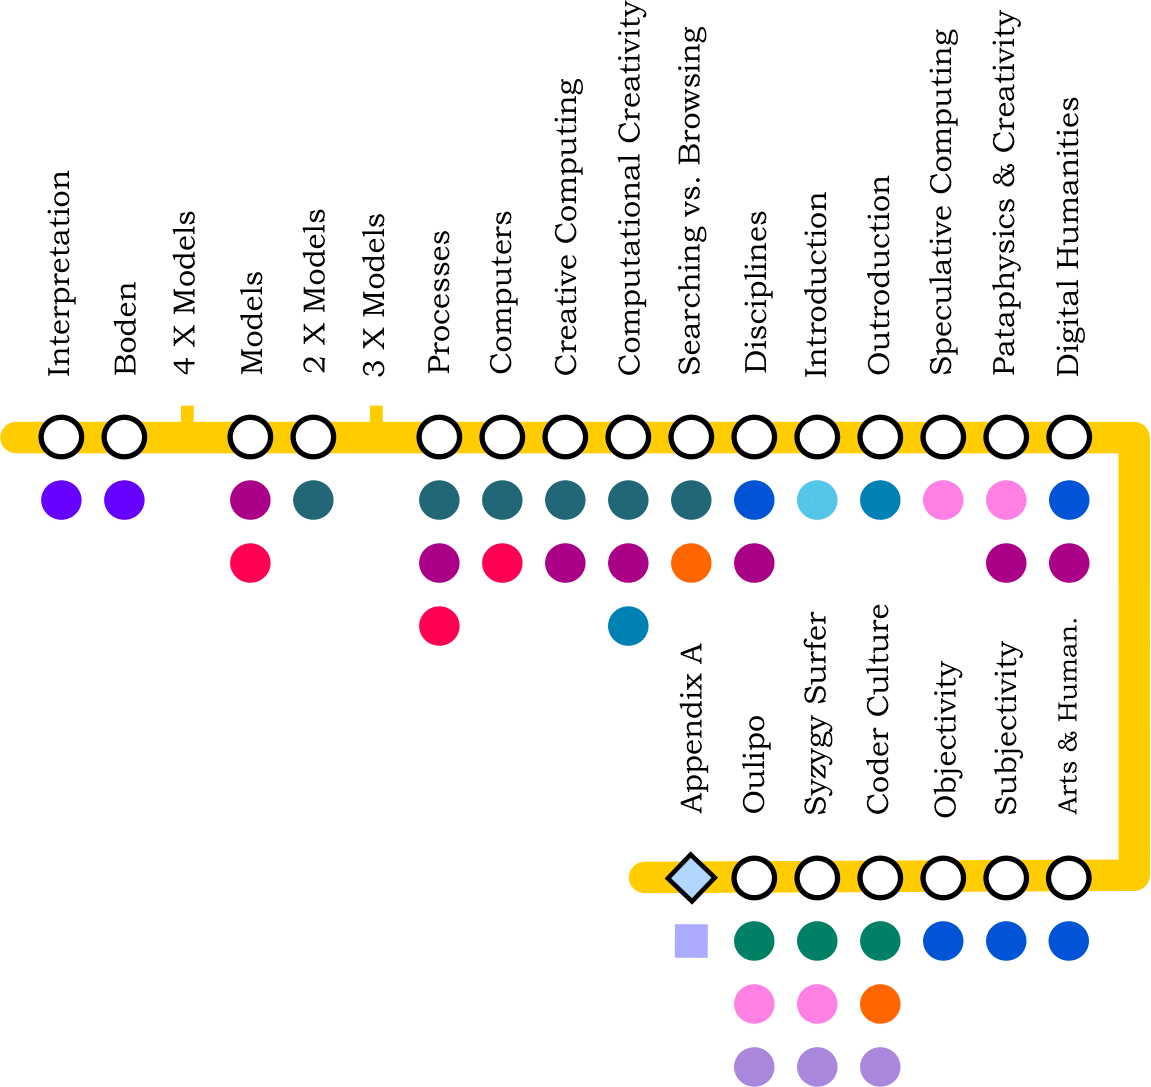 Interpretation
Boden
4 X Models
Models
2 X Models
3 X Models
Processes
Computers
Creative Computing
Computational Creativity
Searching vs. Browsing
Disciplines
Introduction
Outroduction
Speculative Computing
Pataphysics & Creativity
Digital Humanities
Appendix A
Oulipo
Syzygy Surfer
Coder Culture
Objectivity
Subjectivity
Arts & Human.